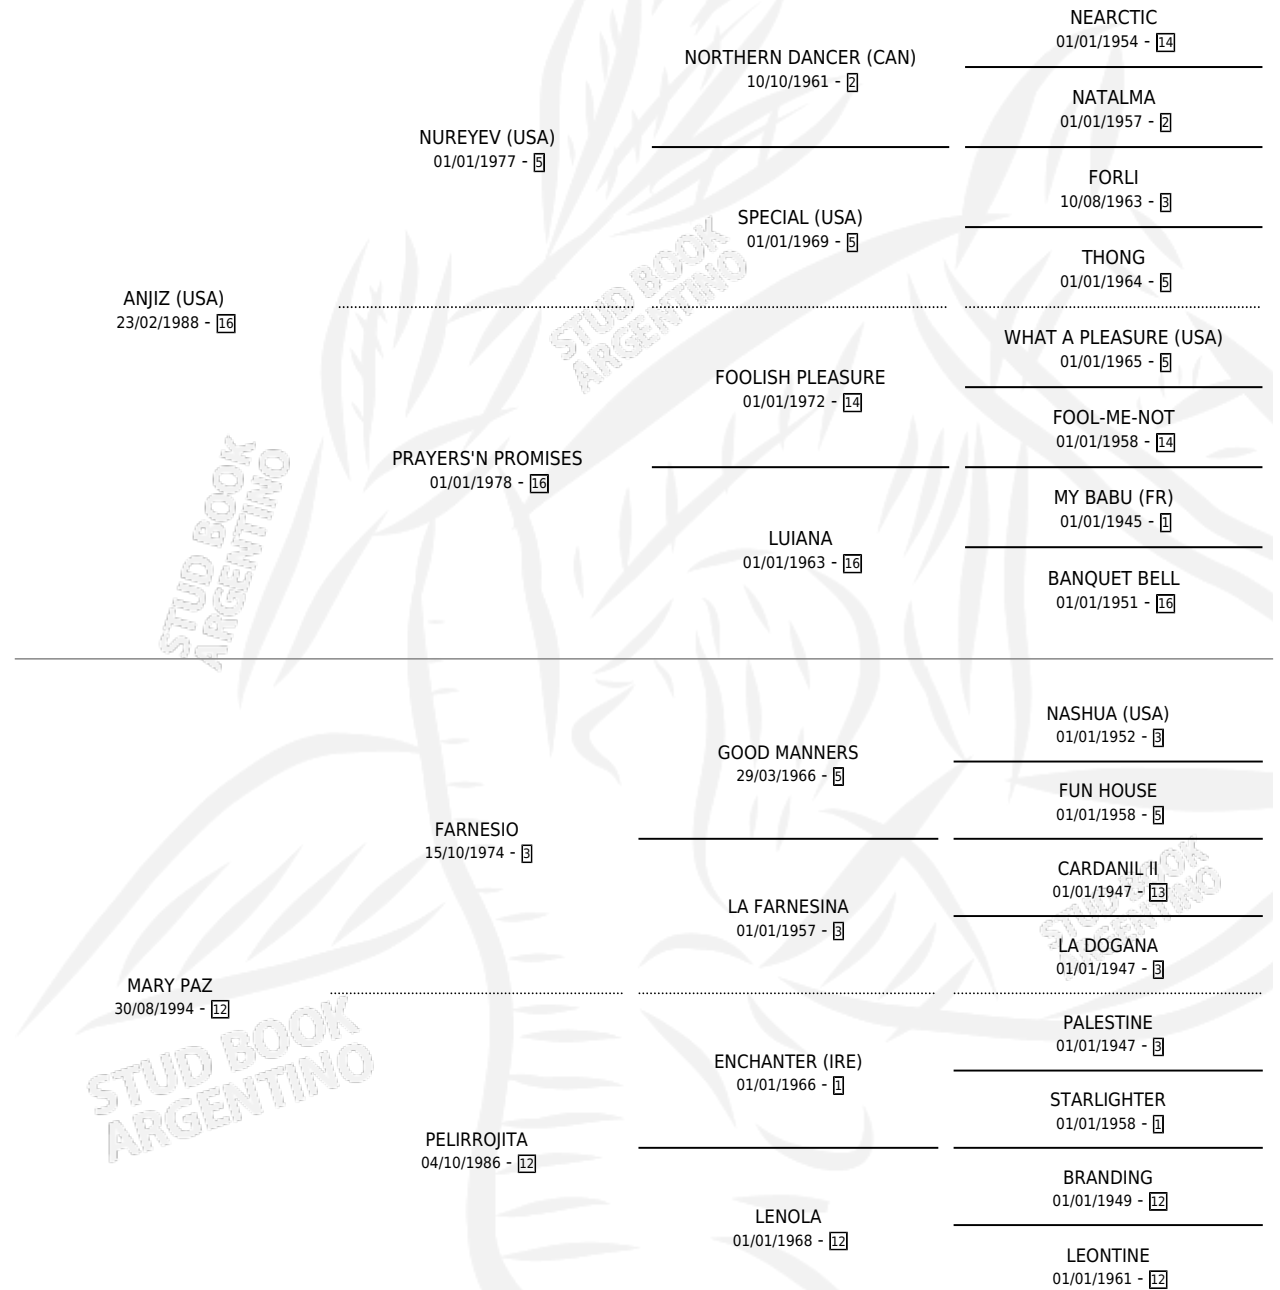 NEARCTIC
01/01/1954 - 14
NORTHERN DANCER (CAN)
10/10/1961 - 2
NATALMA
01/01/1957 - 2
NUREYEV (USA)
01/01/1977 - 5
FORLI
10/08/1963 - 3
SPECIAL (USA)
01/01/1969 - 5
THONG
01/01/1964 - 5
ANJIZ (USA)
23/02/1988 - 16
STUD BOOK
ARGENTINO
WHAT A PLEASURE (USA)
01/01/1965 - 5
FOOLISH PLEASURE
01/01/1972 - 14
FOOL-ME-NOT
01/01/1958 - 14
PRAYERS'N PROMISES
01/01/1978 - 16
MY BABU (FR)
01/01/1945 - 1
LUIANA
01/01/1963 - 16
BANQUET BELL
01/01/1951 - 16
STUD BOOK
ARGENTINO
NASHUA (USA)
01/01/1952 - 3
GOOD MANNERS
29/03/1966 - 5
FUN HOUSE
01/01/1958 - 5
FARNESIO
15/10/1974 - 3
CARDANIL II
01/01/1947 - 13
LA FARNESINA
01/01/1957 - 3
STUD BOOK
ARGENTINO
LA DOGANA
01/01/1947 - 3
MARY PAZ
30/08/1994 - 12
STUD BOOK
ARGENTINO
PALESTINE
01/01/1947 - 3
ENCHANTER (IRE)
01/01/1966 - 1
STARLIGHTER
01/01/1958 - 1
PELIRROJITA
04/10/1986 - 12
BRANDING
01/01/1949 - 12
LENOLA
01/01/1968 - 12
LEONTINE
01/01/1961 - 12